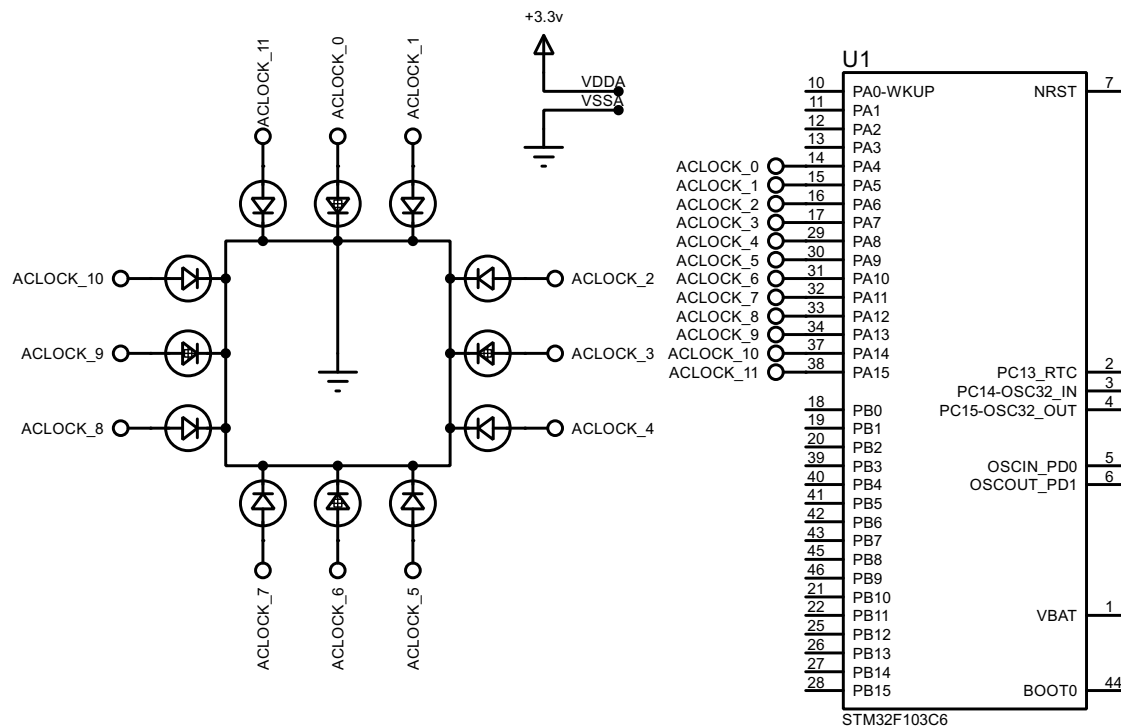 +3.3v
VDDA
VSSA
ACLOCK_11
ACLOCK_0
ACLOCK_1
ACLOCK_10
ACLOCK_2
ACLOCK_9
ACLOCK_3
ACLOCK_8
ACLOCK_4
ACLOCK_7
ACLOCK_6
ACLOCK_5
U1
10 PA0-WKUP NRST 7
11 PA1
12 PA2
13 PA3
ACLOCK_0 14 PA4
ACLOCK_1 15 PA5
ACLOCK_2 16 PA6
ACLOCK_3 17 PA7
ACLOCK_4 29 PA8
ACLOCK_5 30 PA9
ACLOCK_6 31 PA10
ACLOCK_7 32 PA11
ACLOCK_8 33 PA12
ACLOCK_9 34 PA13
ACLOCK_10 37 PA14
ACLOCK_11 38 PA15 PC13_RTC 2
PC14-OSC32_IN 3
18 PB0 PC15-OSC32_OUT 4
19 PB1
20 PB2
39 PB3 OSCIN_PD0 5
40 PB4 OSCOUT_PD1 6
41 PB5
42 PB6
43 PB7
45 PB8
46 PB9
21 PB10
22 PB11 VBAT 1
25 PB12
26 PB13
27 PB14
28 PB15 BOOT0 44
STM32F103C6